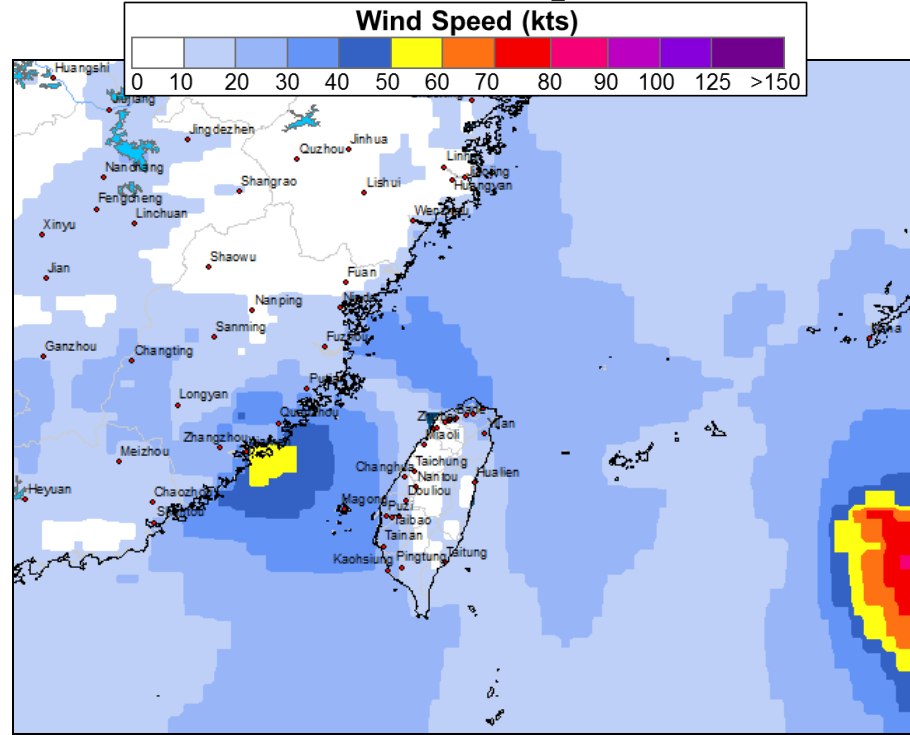 Wind Speed (kts)
0 10 20 30 40 50 60 70 80 90 100 125 >150
Huangshi
Jingdezhen
Jinhua
Quzhou
Nanchang
Shangrao
Lishui
Huangyan
Fengcheng
Linchuan
Wenzhou
Xinyu
Shaowu
Jian
Fuan
Nanping
Sanming
Fuzhou
Ganzhou
Changting
Longyan
Quanzhou
Yilan
Zhangzhou
Miaoli
Meizhou
Taichung
Changhua
Nantou
Hualien
Heyuan
Chaozhou
Douliou
Magong
Puzi
Shantou
Taibao
Tainan
Kaohsiung
Pingtung
Taitung